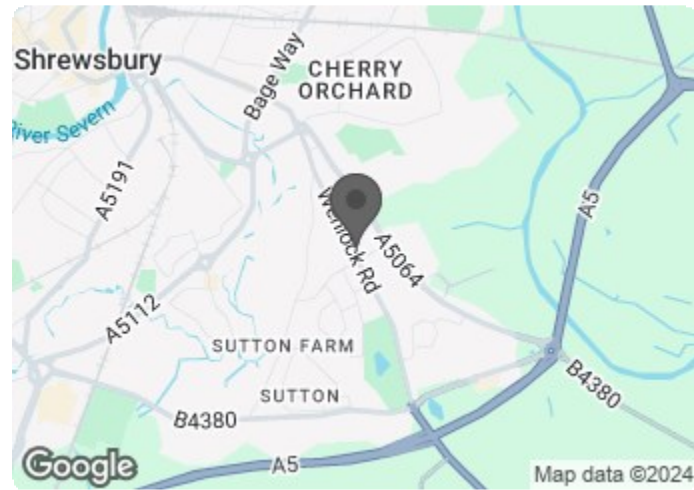 Shrewsbury
Bage Way
CHERRY
ORCHARD
River Severn
A5191
A5
Wenlock Rd
A5064
A5112
SUTTON FARM
SUTTON
B4380
B4380
A5
Google
Map data ©2024